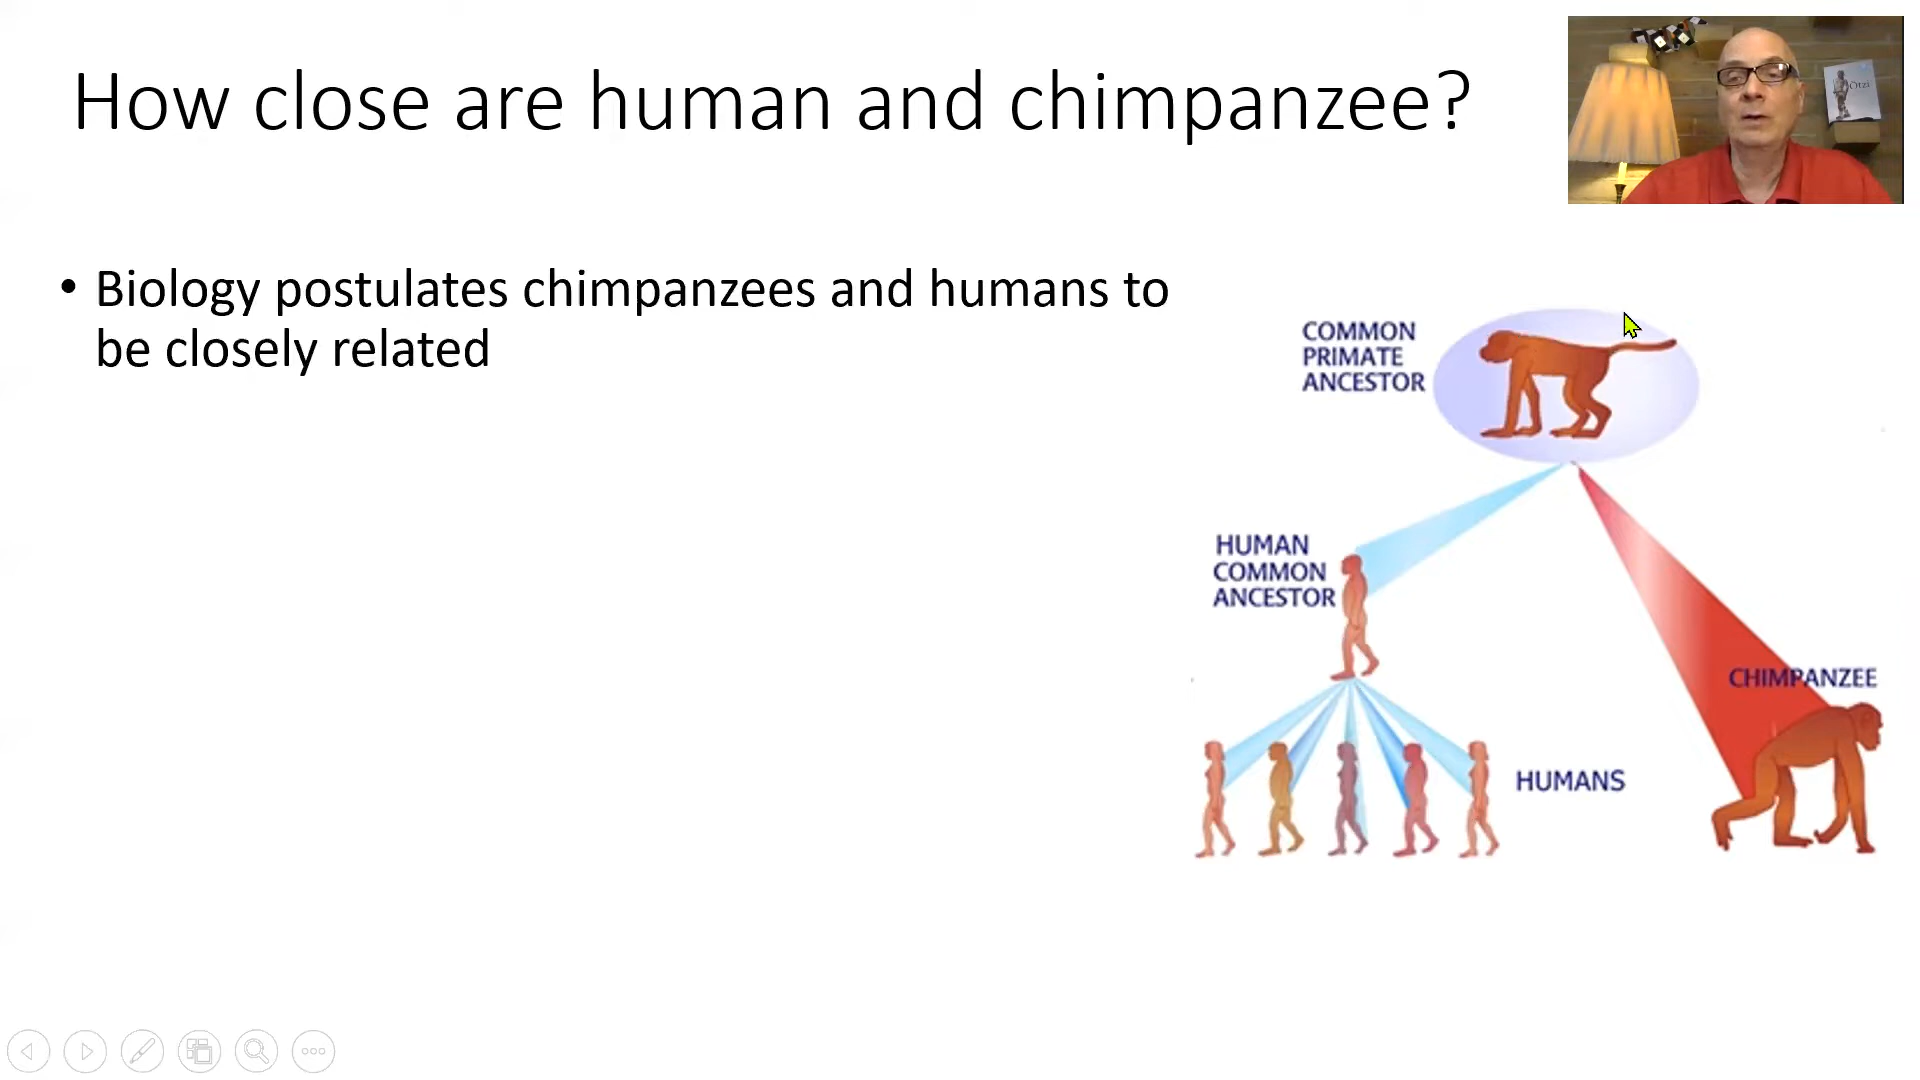 How close are human and chimpanzee?
Ötzi
• Biology postulates chimpanzees and humans to
be closely related
COMMON
PRIMATE
ANCESTOR
HUMAN
COMMON
ANCESTOR
CHIMPANZEE
HUMANS